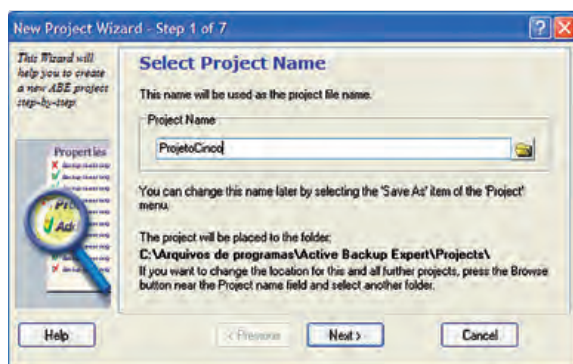 New Project Wizard - Step 1 of 7
This Wizard will
help you to create
a new ABE project
step-by-step.
Properties
Select Project Name
This name will be used as the project file name.
Project Name
ProjetoCinco
You can change this name later by selecting the 'Save As' item of the 'Project'
menu.
The project will be placed to the folder:
C:\Arquivos de programas\Active Backup Expert\Projects\
If you want to change the location for this and all further projects, press the Browse
button near the Project name field and select another folder.
Help
< Previous
Next >
Cancel